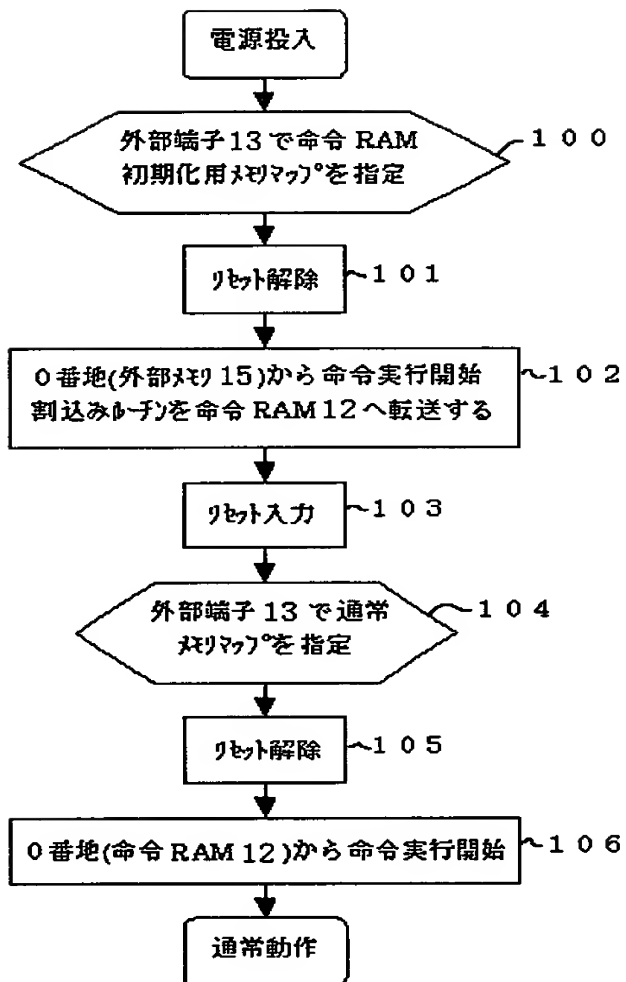 電源投入
外部端子13で命令RAM
初期化用ﾒﾓﾘﾏｯﾌﾟを指定
100
ﾘｾｯﾄ解除
101
0番地(外部ﾒﾓﾘ15)から命令実行開始
割込みﾙｰﾁﾝを命令RAM12へ転送する
102
ﾘｾｯﾄ入力
103
外部端子13で通常
ﾒﾓﾘﾏｯﾌﾟを指定
104
ﾘｾｯﾄ解除
105
0番地(命令RAM12)から命令実行開始
106
通常動作